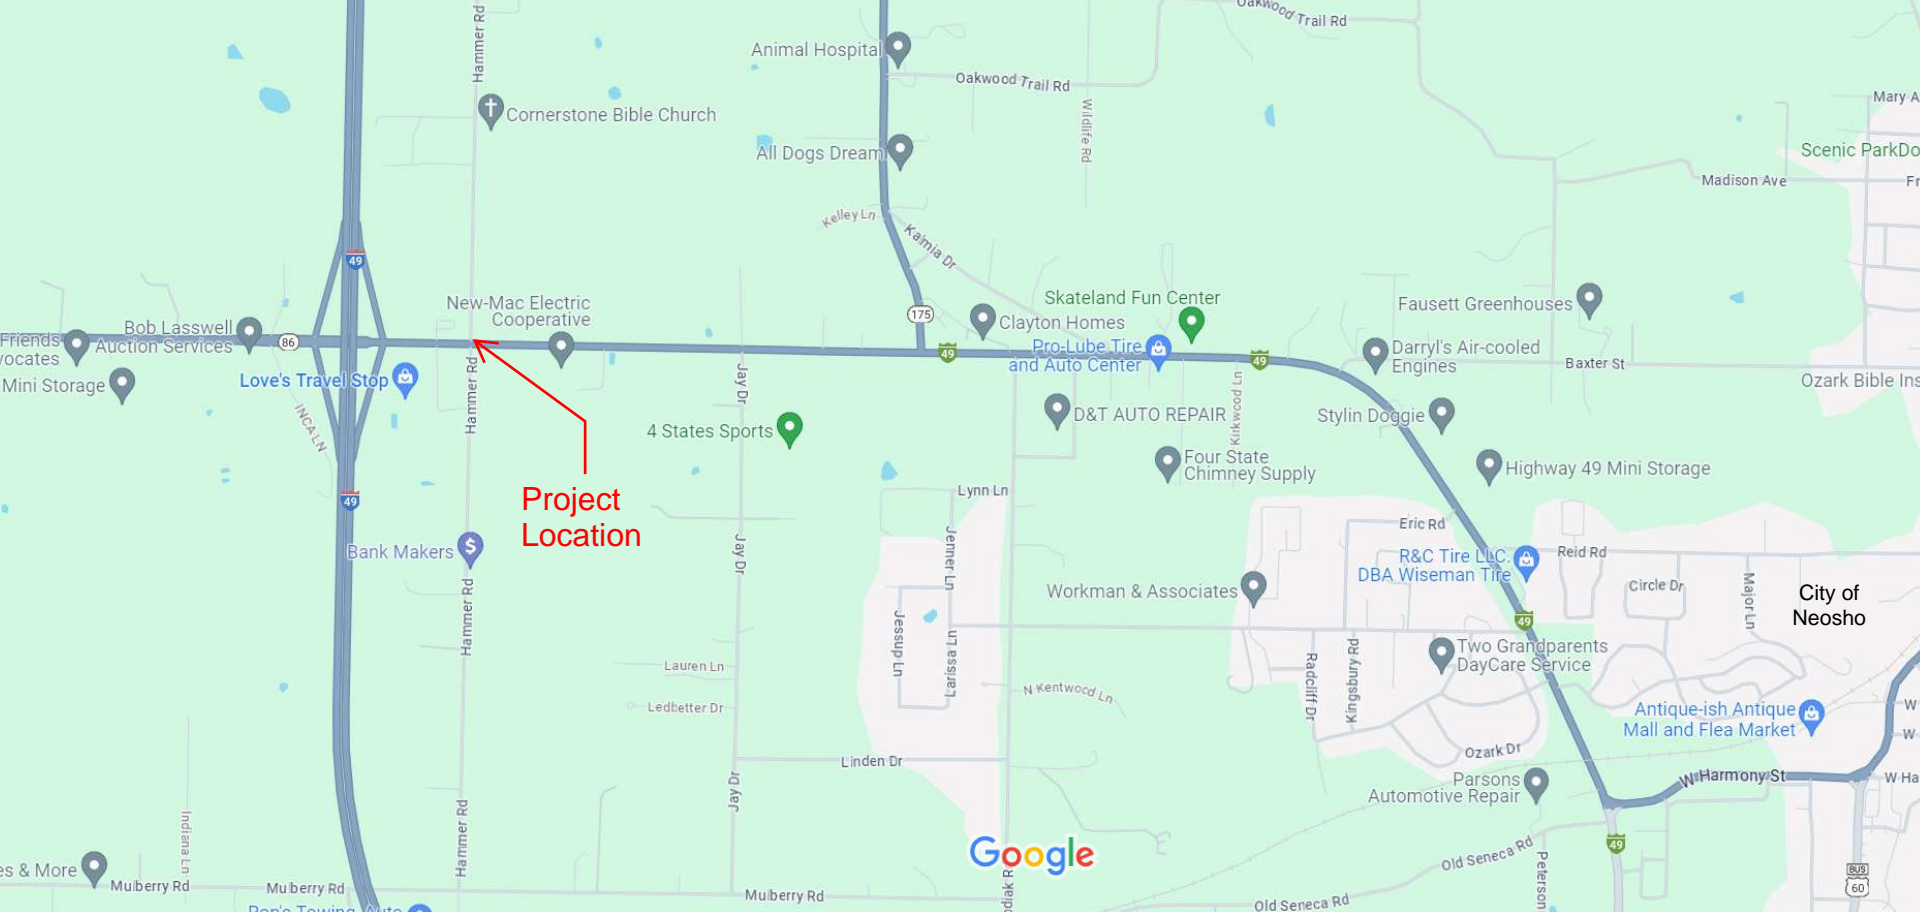 Oakwood Trail Rd
Hammer Rd
Animal Hospital
Oakwood Trail Rd
Cornerstone Bible Church
Wildlife Rd
Mary A
All Dogs Dream
Scenic ParkDo
Madison Ave
Fr
Kelley Ln
Kalmia Dr
49
New-Mac Electric
Cooperative
Skateland Fun Center
Fausett Greenhouses
175
Clayton Homes
Bob Lasswell
Auction Services
86
Friends
vocates
Pro-Lube Tire
and Auto Center
49
49
Darryl's Air-cooled
Engines
Baxter St
Mini Storage
Love's Travel Stop
Hammer Rd
Jay Dr
Ozark Bible Ins
INCA LN
4 States Sports
D&T AUTO REPAIR
Kirkwood Ln
Stylin Doggie
Four State
Chimney Supply
Highway 49 Mini Storage
49
Project
Location
Lynn Ln
Eric Rd
Bank Makers
Jay Dr
Jenner Ln
R&C Tire LLC.
DBA Wiseman Tire
Reid Rd
Workman & Associates
Circle Dr
Major Ln
City of
Neosho
Hammer Rd
Jessup Ln
Larissa Ln
49
Two Grandparents
DayCare Service
Lauren Ln
Radcliff Dr
Kingsbury Rd
N Kentwood Ln
Ledbetter Dr
Antique-ish Antique
Mall and Flea Market
W
W
Linden Dr
Ozark Dr
Jay Dr
Parsons
Automotive Repair
W Harmony St
W Ha
Indiana Ln
Hammer Rd
Google
49
Old Seneca Rd
Peterson
es & More
Mulberry Rd
Mulberry Rd
Mulberry Rd
odiak R
Old Seneca Rd
BUS
60